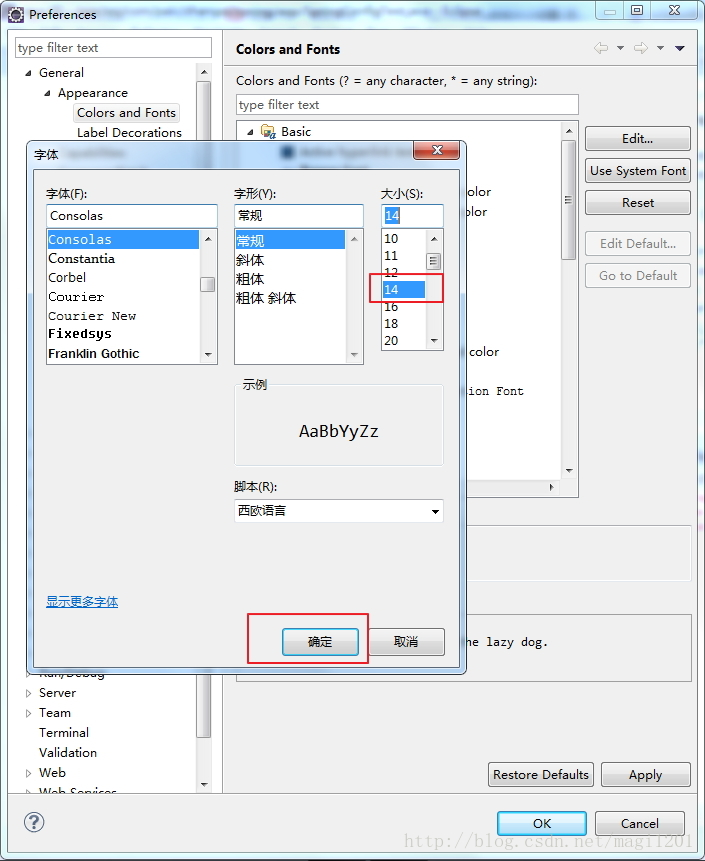 Preferences
type filter text
General
Appearance
Colors and Fonts
Label Decorations
Colors and Fonts
Colors and Fonts (? = any character, * = any string):
type filter text
Basic
Edit...
Use System Font
Reset
Edit Default...
Go to Default
olor
lor
color
ion Font
he lazy dog.
字体
字体(F):
Consolas
Consolas
Constantia
Corbel
Courier
Courier New
Fixedsys
Franklin Gothic
字形(Y):
常规
常规
斜体
粗体
粗体 斜体
大小(S):
14
10
11
12
14
16
18
20
示例
AaBbYyZz
脚本(R):
西欧语言
显示更多字体
确定
取消
Run/Debug
Server
Team
Terminal
Validation
Web
Web Services
Restore Defaults
Apply
OK
Cancel
http://blog.csdn.net/magi1201